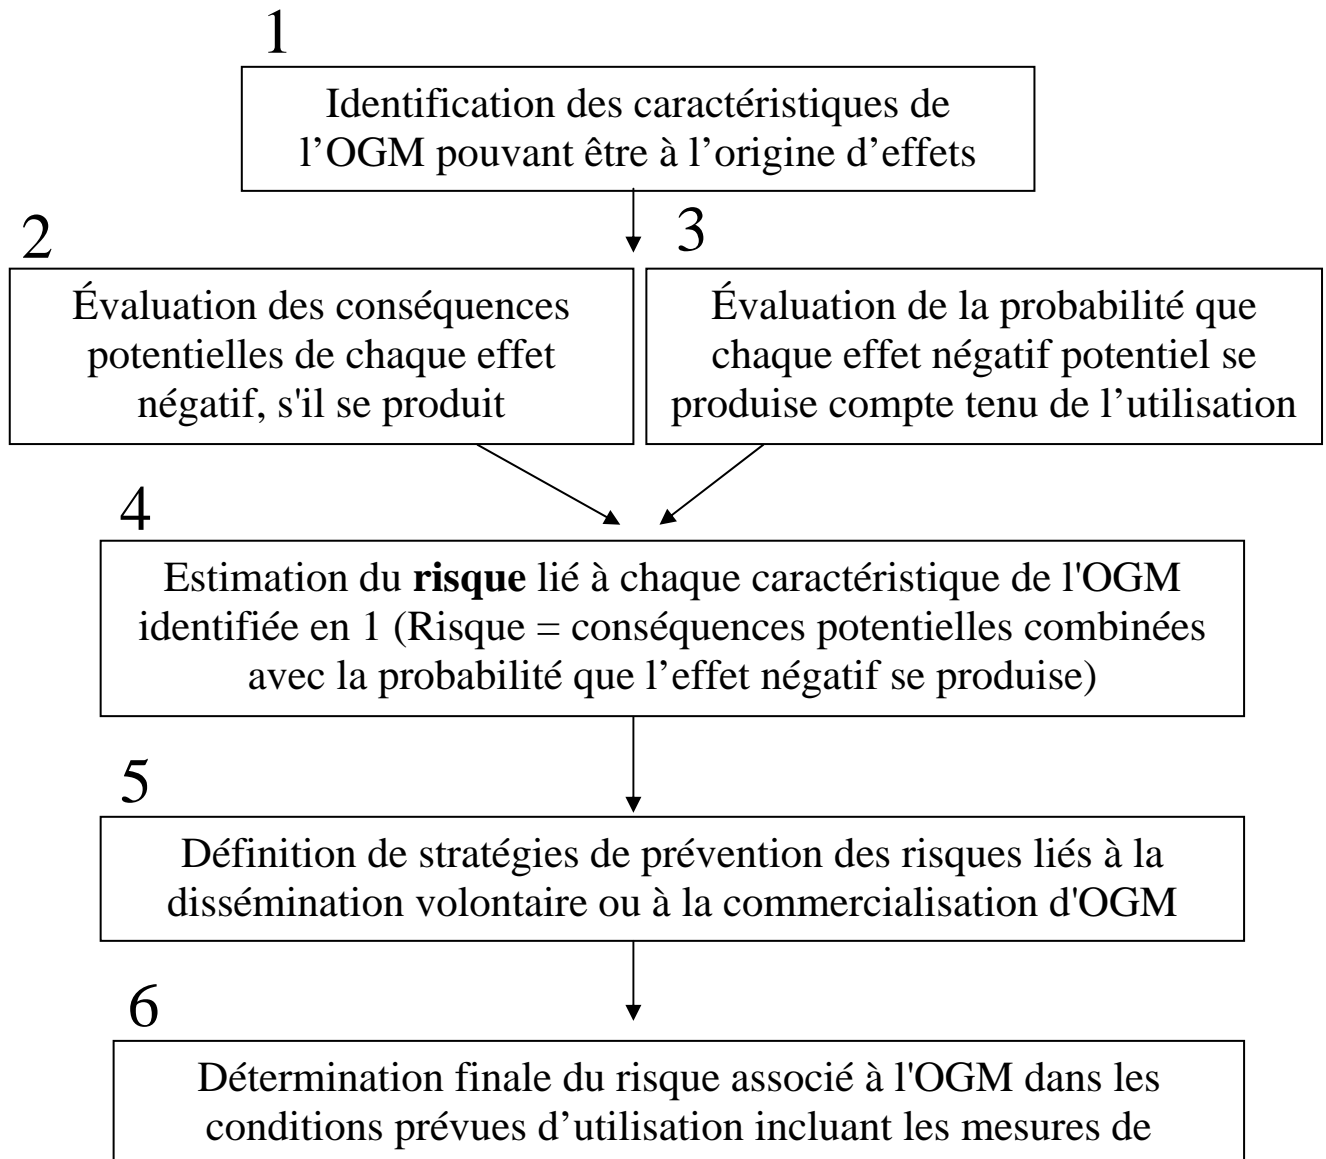 1
Identification des caractéristiques de
l’OGM pouvant être à l’origine d’effets
2
Évaluation des conséquences
potentielles de chaque effet
négatif, s'il se produit
3
Évaluation de la probabilité que
chaque effet négatif potentiel se
produise compte tenu de l’utilisation
4
Estimation du risque lié à chaque caractéristique de l'OGM
identifiée en 1 (Risque = conséquences potentielles combinées
avec la probabilité que l’effet négatif se produise)
5
Définition de stratégies de prévention des risques liés à la
dissémination volontaire ou à la commercialisation d'OGM
6
Détermination finale du risque associé à l'OGM dans les
conditions prévues d’utilisation incluant les mesures de